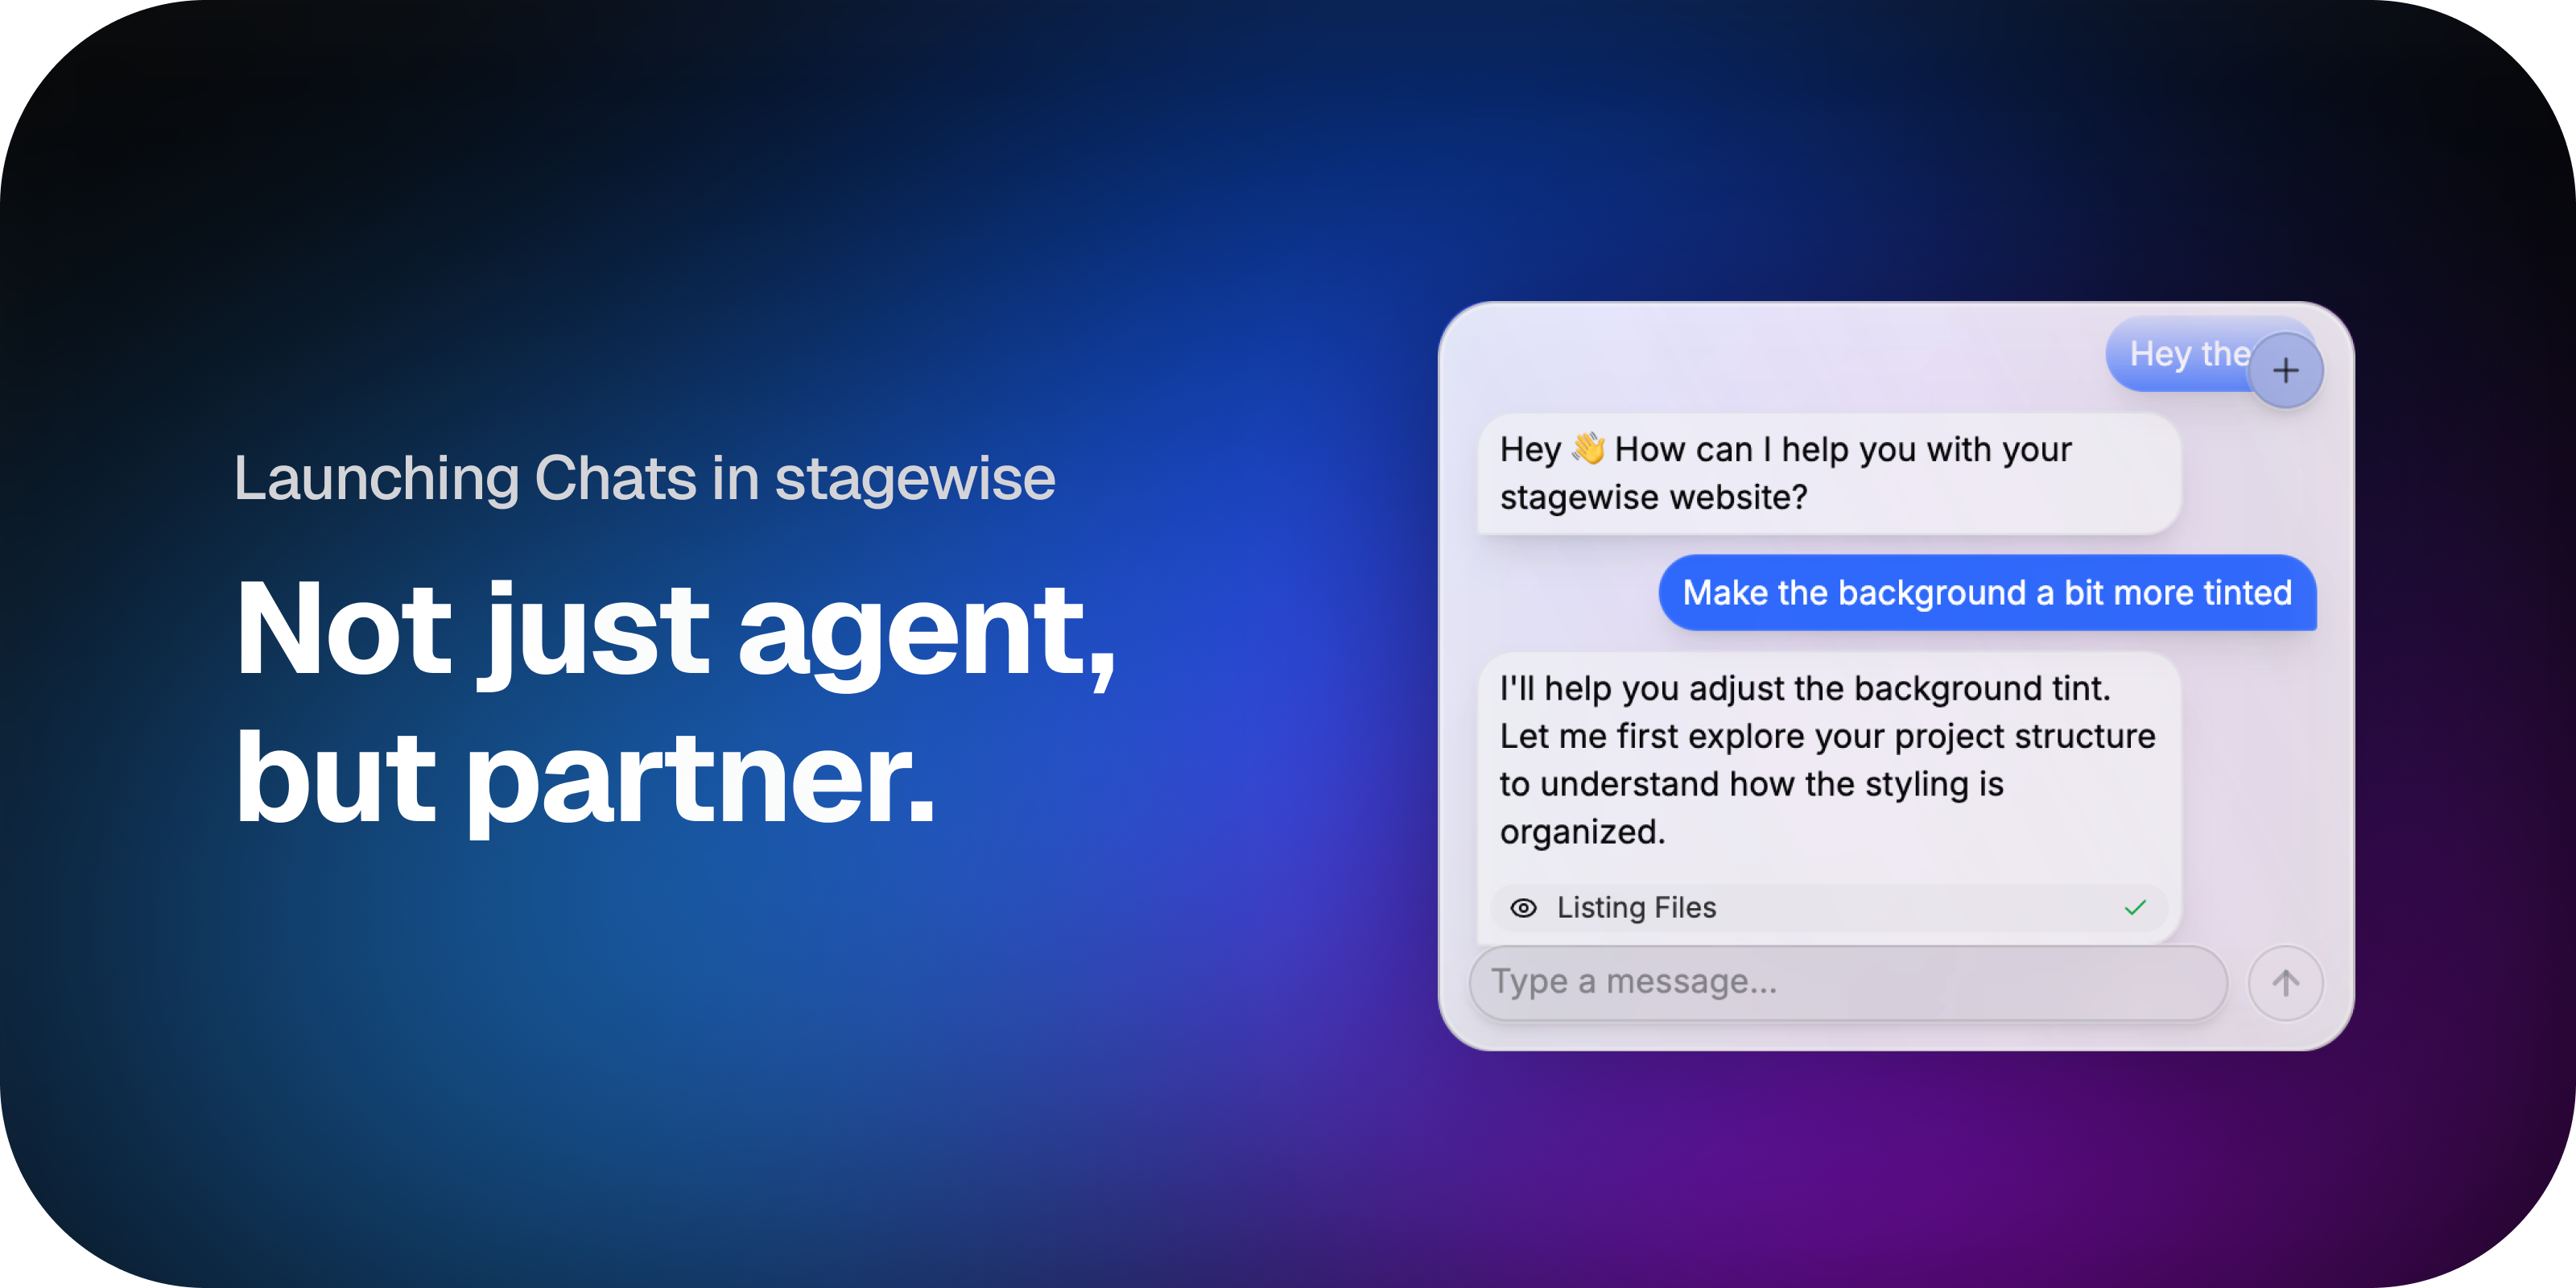 Launching Chats in stagewise
Not just agent,
but partner.
Hey
Hey 👋 How can I help you with your
stagewise website?
Make the background a bit more tinted
I'll help you adjust the background tint.
Let me first explore your project structure
to understand how the styling is
organized.
Listing Files
Type a message...